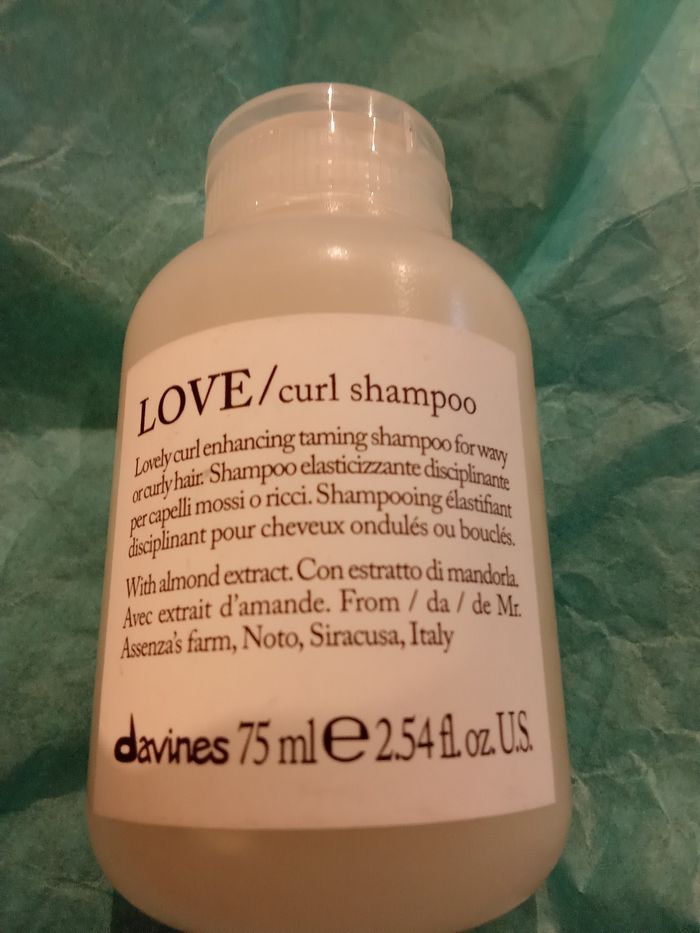 LOVE/curl shampoo
Lovely curl enhancing taming shampoo for wavy
or curly hair. Shampoo elasticizzante disciplinante
per capelli mossi o ricci. Shampooing élastifiant
disciplinant pour cheveux ondulés ou bouclés.
With almond extract. Con estratto di mandorla.
Avec extrait d'amande. From / da / de Mr.
Assenza's farm, Noto, Siracusa, Italy
davines 75 ml ℮ 2.54 fl. oz. U.S.